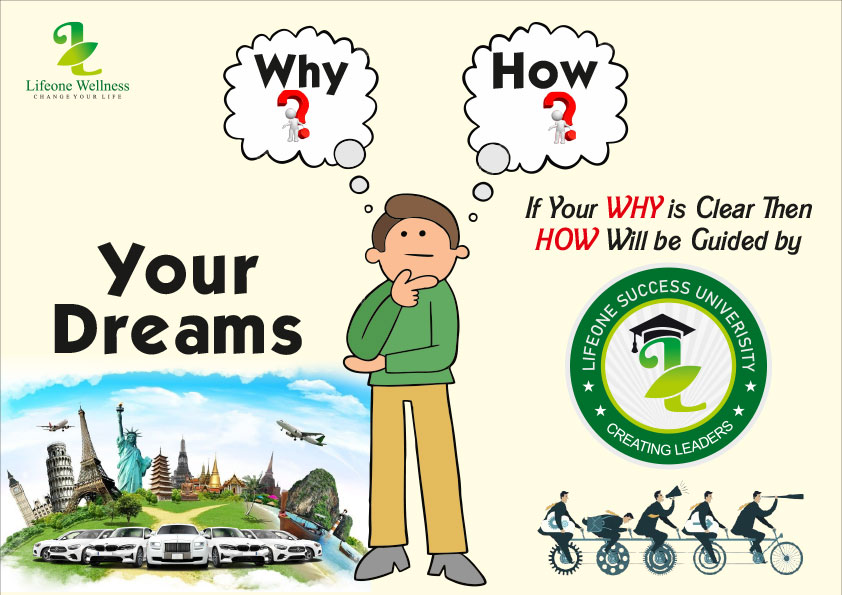 Lifeone Wellness
CHANGE YOUR LIFE
Why
?
How
?
If Your WHY is Clear Then
HOW Will be Guided by
Your
Dreams
LIFEONE SUCCESS UNIVERISITY
CREATING LEADERS